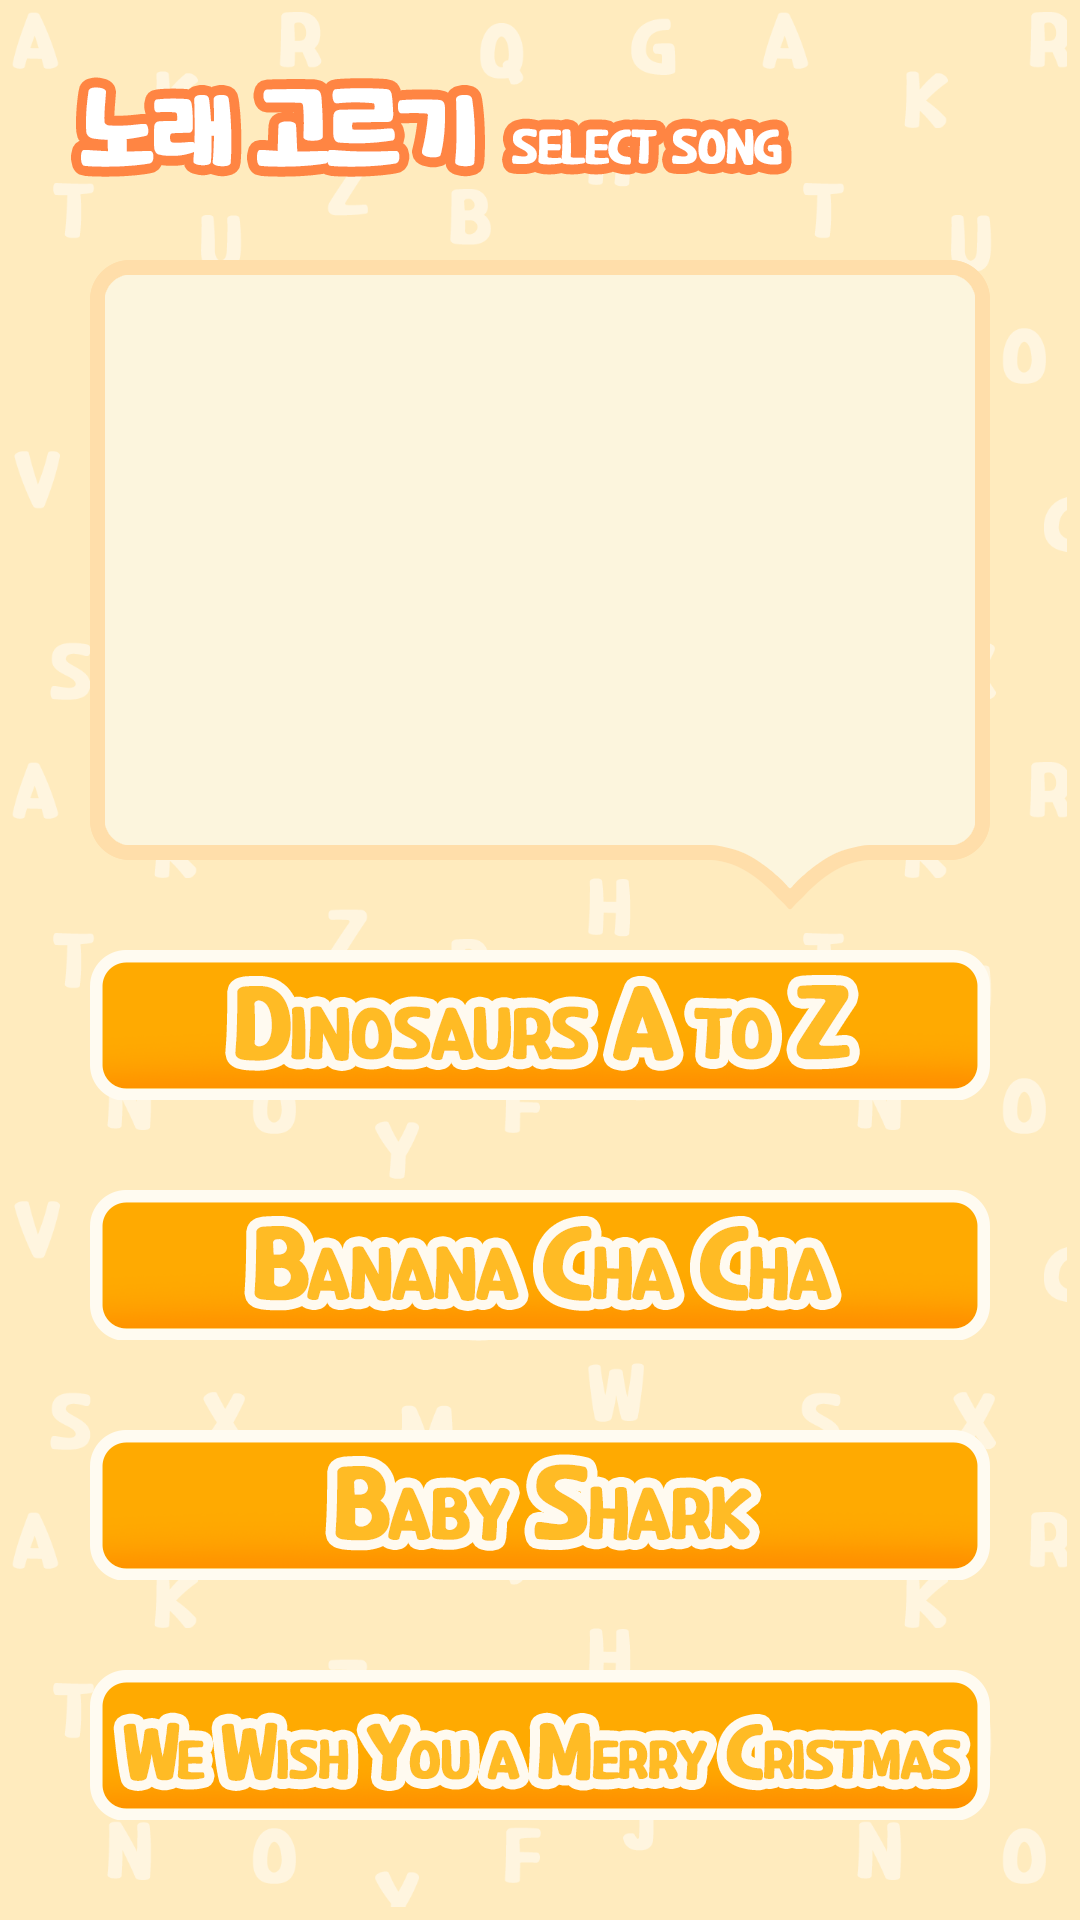 노래 고르기 SELECT SONG
DINOSAURS A TO Z
BANANA CHA CHA
BABY SHARK
WE WISH YOU A MERRY CRISTMAS